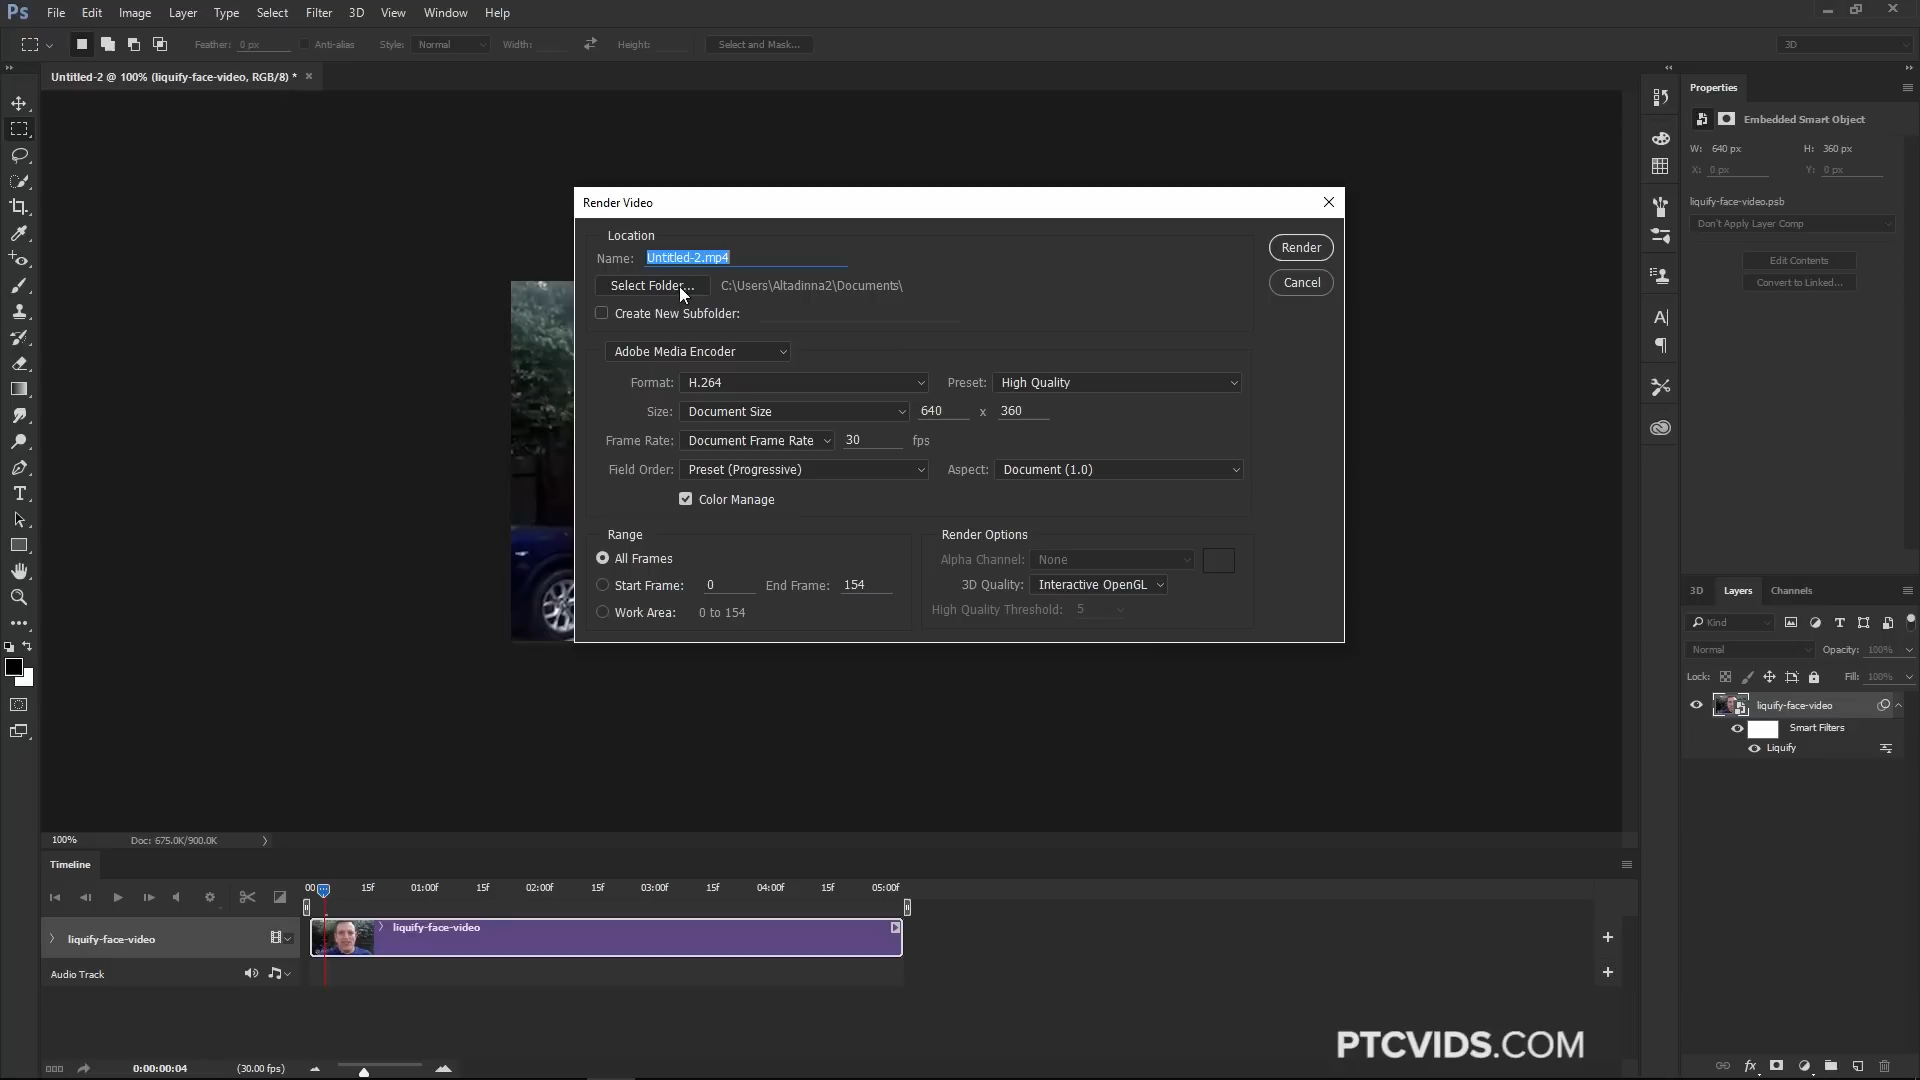 Ps File Edit Image Layer Type Select Filter 3D View Window Help
Feather: 0 px Anti-alias Style: Normal Width: Height: Select and Mask... 3D
Untitled-2 @ 100% (liquify-face-video, RGB/8) * ×
Properties
Embedded Smart Object
W: 640 px H: 360 px
X: 0 px Y: 0 px
liquify-face-video.psb
Don't Apply Layer Comp
Edit Contents
Convert to Linked...
Render Video
Location
Name: Untitled-2.mp4
Select Folder... C:\Users\Altadinna2\Documents\
Create New Subfolder:
Render
Cancel
Adobe Media Encoder
Format: H.264 Preset: High Quality
Size: Document Size 640 x 360
Frame Rate: Document Frame Rate 30 fps
Field Order: Preset (Progressive) Aspect: Document (1.0)
Color Manage
Range
All Frames
Start Frame: 0 End Frame: 154
Work Area: 0 to 154
Render Options
Alpha Channel: None
3D Quality: Interactive OpenGL
High Quality Threshold: 5
3D Layers Channels
Kind
Normal Opacity: 100%
Lock: Fill: 100%
liquify-face-video
Smart Filters
Liquify
100% Doc: 675.0K/900.0K
Timeline
00 15f 01:00f 15f 02:00f 15f 03:00f 15f 04:00f 15f 05:00f
liquify-face-video
liquify-face-video
Audio Track
0:00:00:04 (30.00 fps)
PTCVIDS.COM